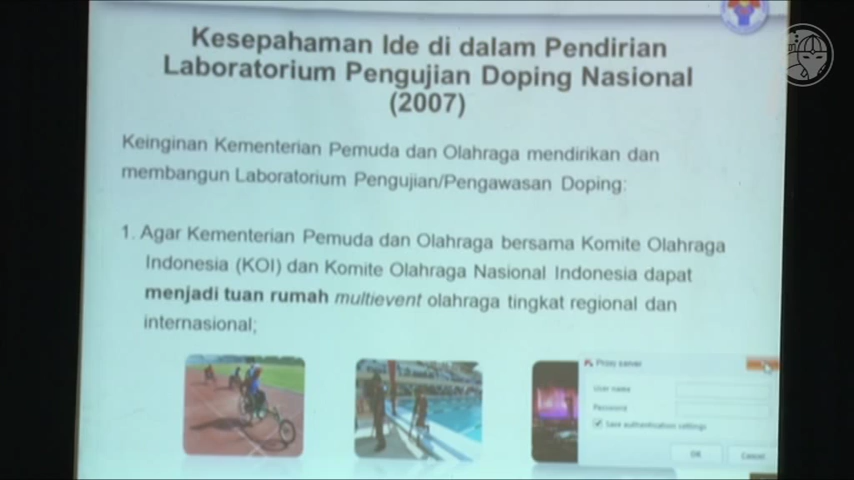 Kesepahaman Ide di dalam Pendirian
Laboratorium Pengujian Doping Nasional
(2007)
Keinginan Kementerian Pemuda dan Olahraga mendirikan dan
membangun Laboratorium Pengujian/Pengawasan Doping:
1. Agar Kementerian Pemuda dan Olahraga bersama Komite Olahraga
Indonesia (KOI) dan Komite Olahraga Nasional Indonesia dapat
menjadi tuan rumah multievent olahraga tingkat regional dan
internasional;
Proxy server
User name
Password
Save authentication settings
OK
Cancel